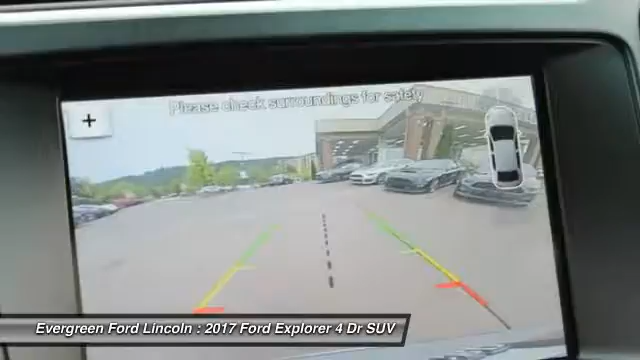 Please check surroundings for safety
+
Evergreen Ford Lincoln : 2017 Ford Explorer 4 Dr SUV